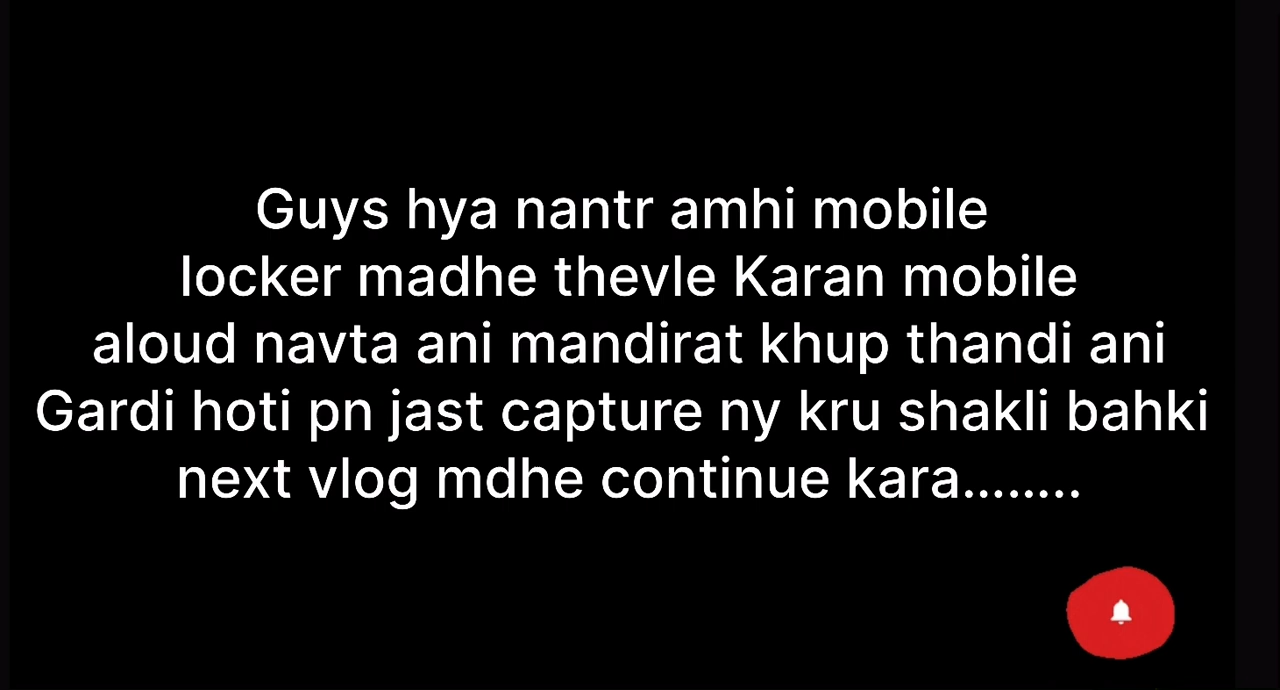 Guys hya nantr amhi mobile
locker madhe thevle Karan mobile
aloud navta ani mandirat khup thandi ani
Gardi hoti pn jast capture ny kru shakli bahki
next vlog mdhe continue kara........